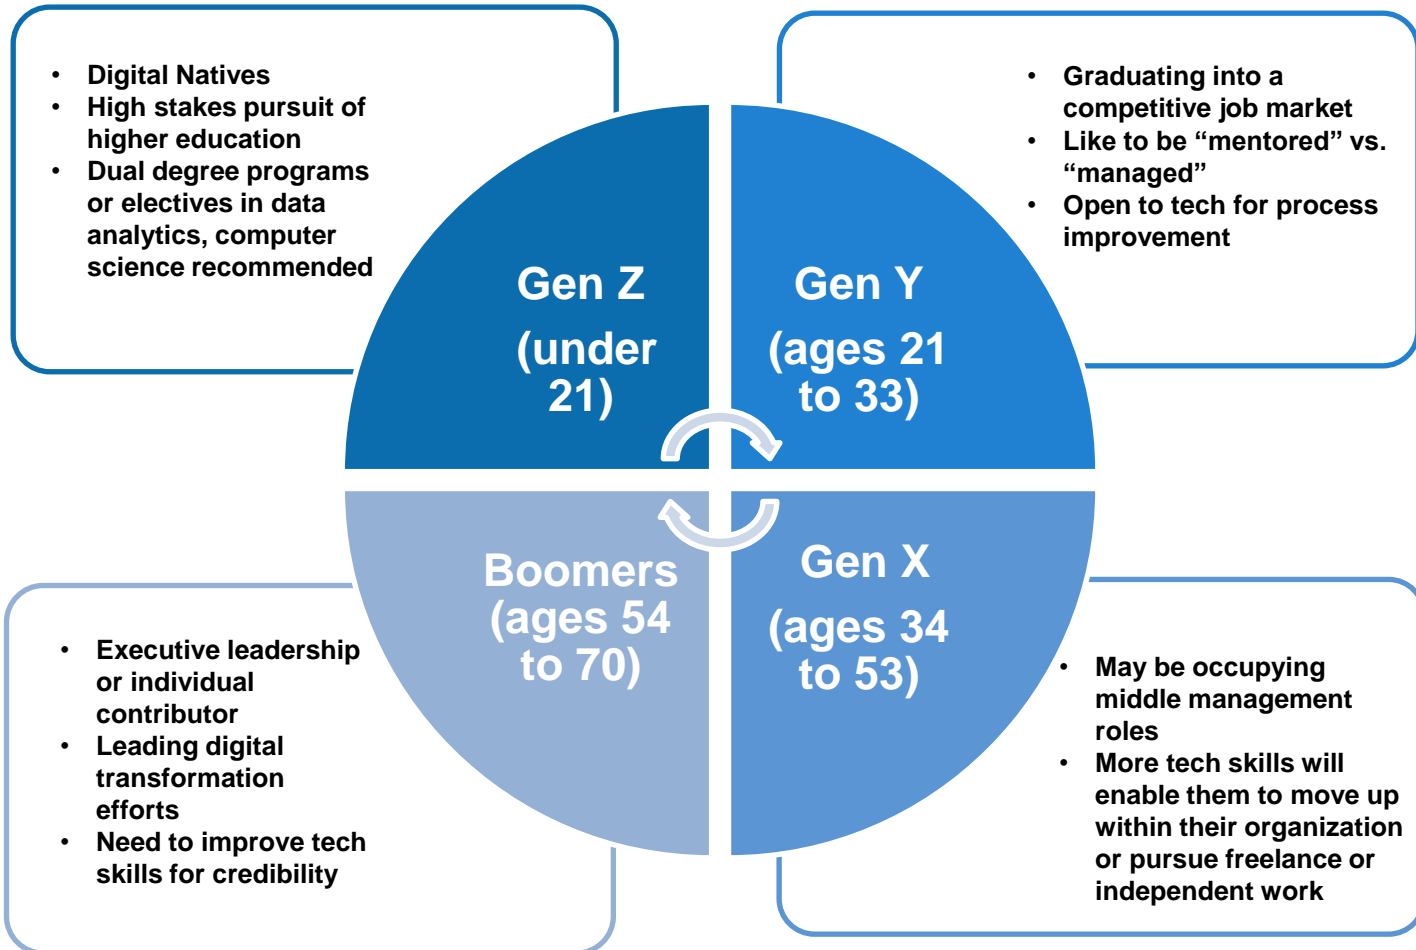 • Digital Natives
• High stakes pursuit of
higher education
• Dual degree programs
or electives in data
analytics, computer
science recommended
• Graduating into a
competitive job market
• Like to be “mentored” vs.
“managed”
• Open to tech for process
improvement
Gen Z
(under
21)
Gen Y
(ages 21
to 33)
Boomers
(ages 54
to 70)
Gen X
(ages 34
to 53)
• Executive leadership
or individual
contributor
• Leading digital
transformation
efforts
• Need to improve tech
skills for credibility
• May be occupying
middle management
roles
• More tech skills will
enable them to move up
within their organization
or pursue freelance or
independent work